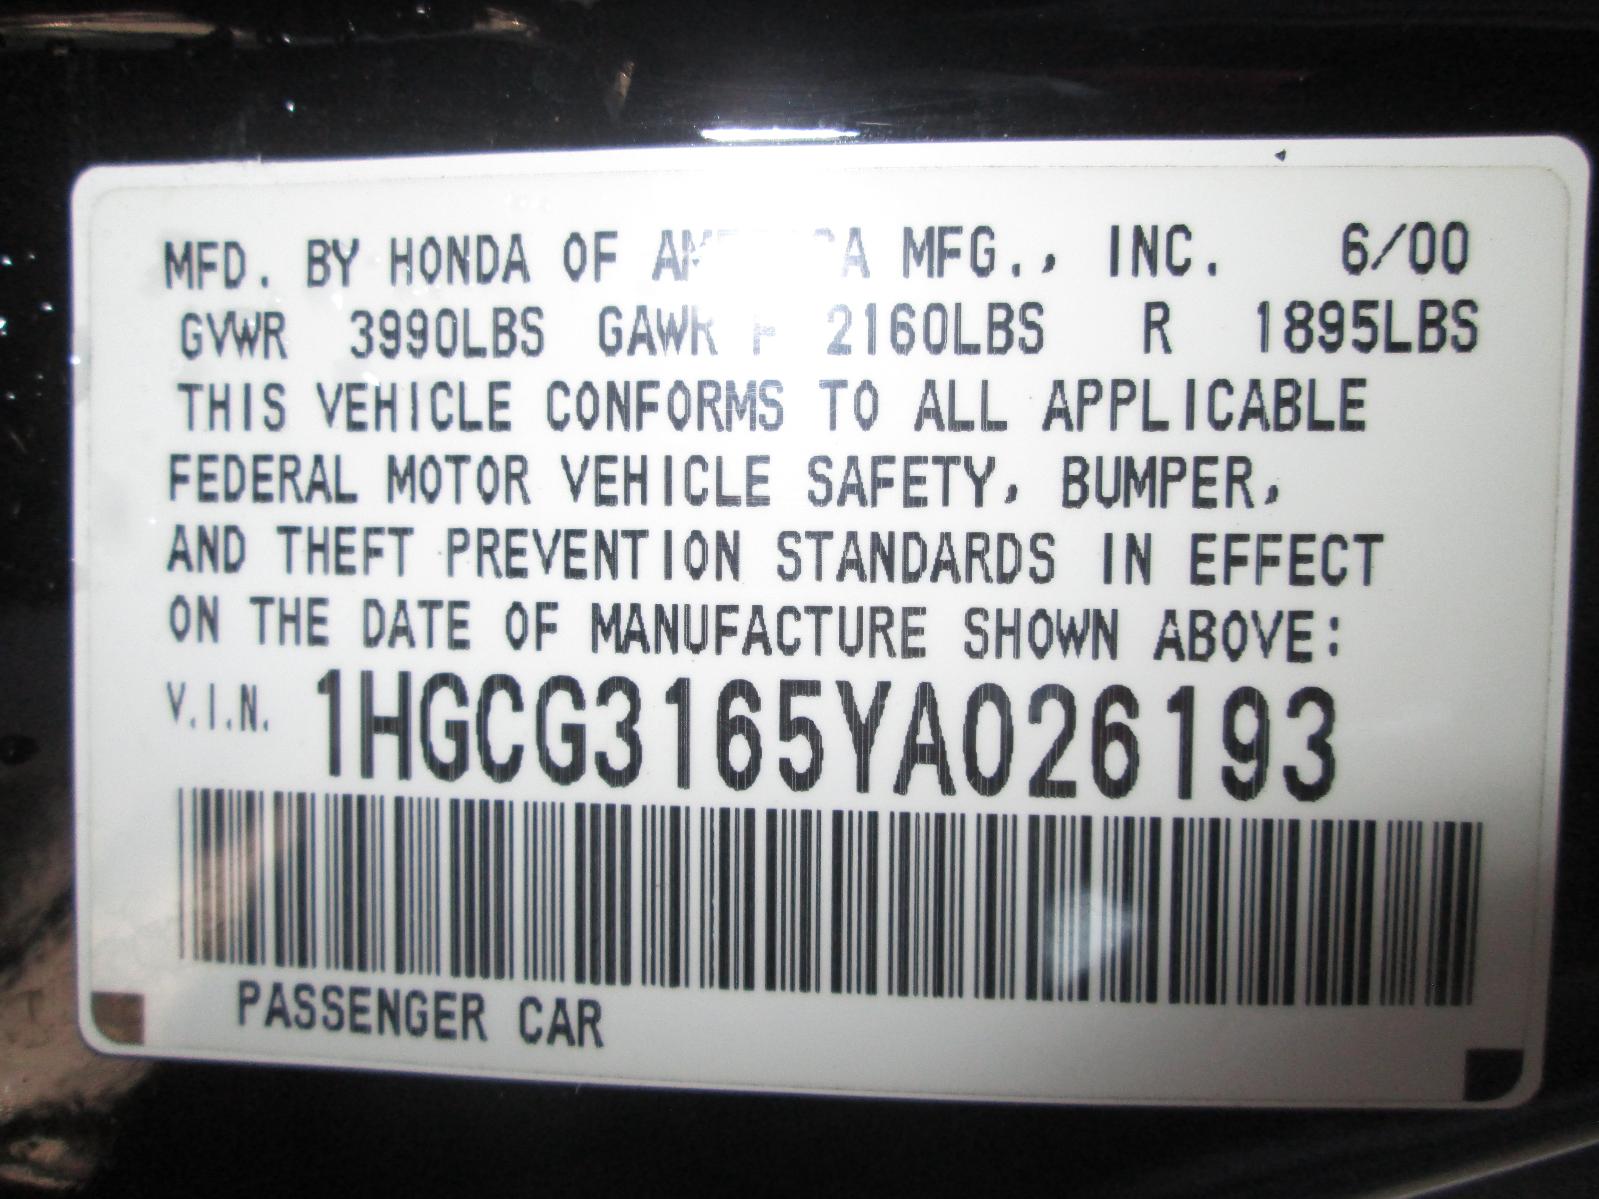 MFD. BY HONDA OF A MFG., INC. 6/00
GVWR 3990LBS GAWR F 2160LBS R 1895LBS
THIS VEHICLE CONFORMS TO ALL APPLICABLE
FEDERAL MOTOR VEHICLE SAFETY, BUMPER,
AND THEFT PREVENTION STANDARDS IN EFFECT
ON THE DATE OF MANUFACTURE SHOWN ABOVE:
V.I.N. 1HGCG3165YA026193
PASSENGER CAR